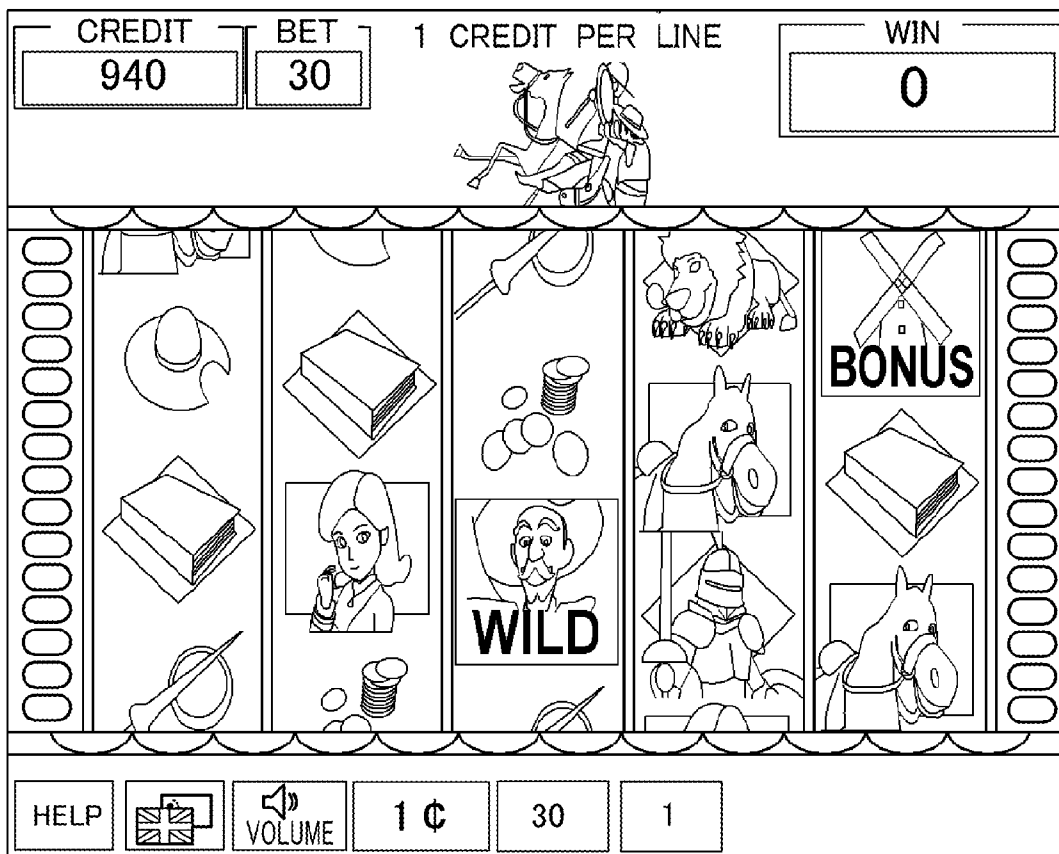 CREDIT
940
BET
30
1 CREDIT PER LINE
WIN
0
BONUS
WILD
HELP
VOLUME
1 ¢
30
1